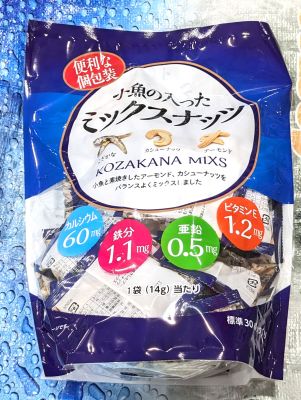 便利な
個包装
小魚の入った
ミックスナッツ
カシューナッツ
アーモンド
KOZAKANA MIXS
小魚と素焼きしたアーモンド、カシューナッツを
バランスよくミックスしました
カルシウム
60mg
鉄分
1.1mg
亜鉛
0.5mg
ビタミンE
1.2mg
1袋(14g)当たり
標準30